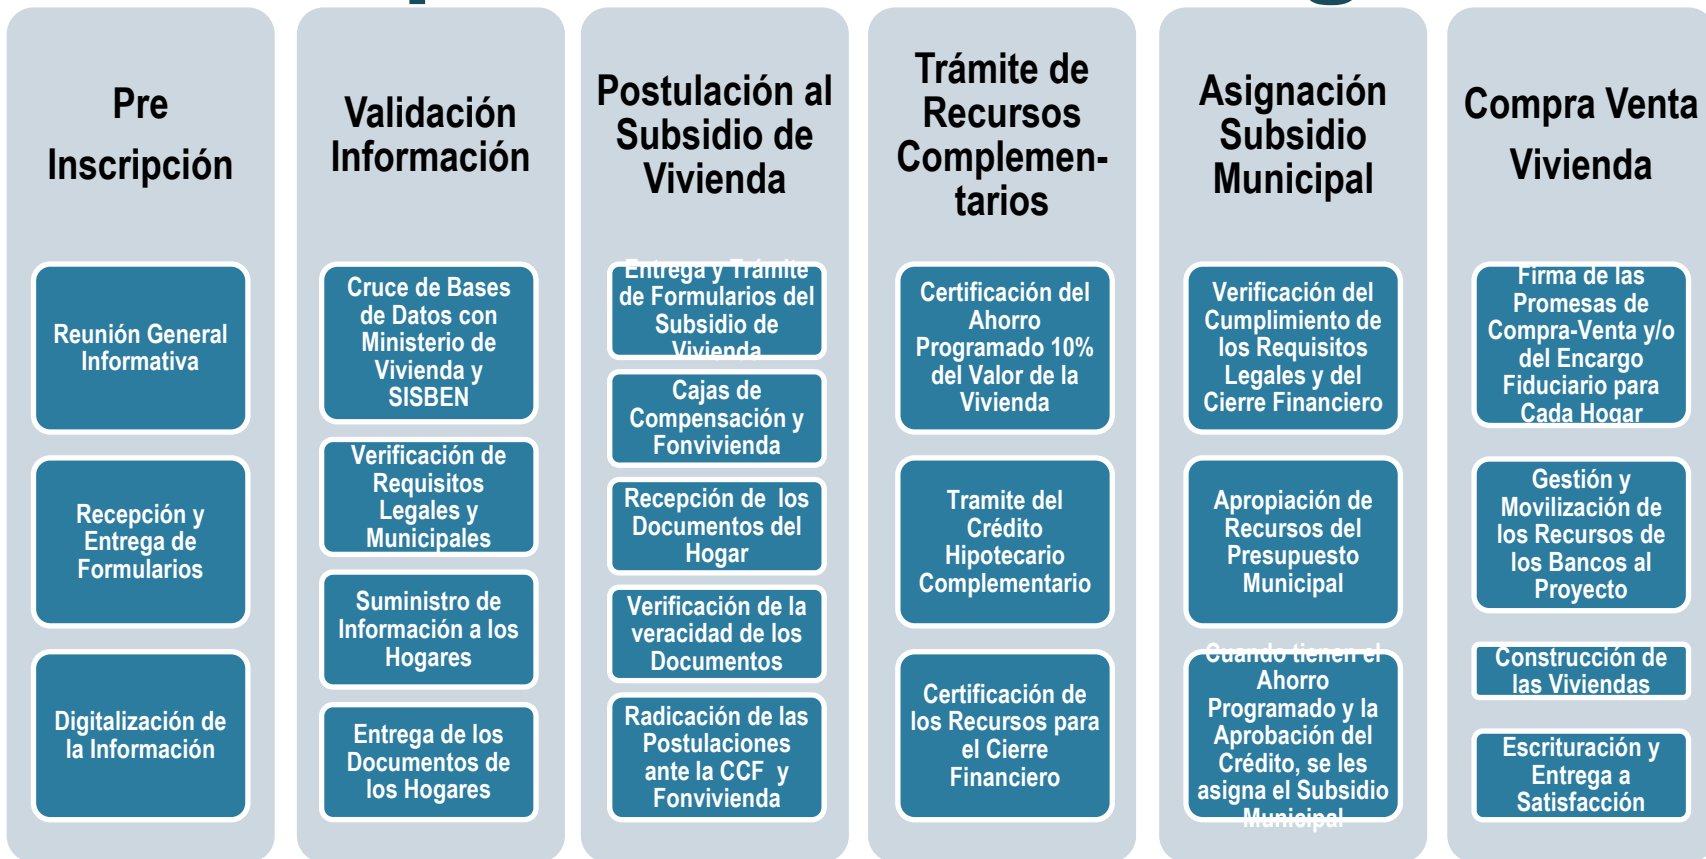 Pre
Inscripción
Reunión General
Informativa
Recepción y
Entrega de
Formularios
Digitalización de
la Información
Validación
Información
Cruce de Bases
de Datos con
Ministerio de
Vivienda y
SISBEN
Verificación de
Requisitos
Legales y
Municipales
Suministro de
Información a los
Hogares
Entrega de los
Documentos de
los Hogares
Postulación al
Subsidio de
Vivienda
Entrega y Trámite
de Formularios del
Subsidio de
Vivienda
Cajas de
Compensación y
Fonvivienda
Recepción de  los
Documentos del
Hogar
Verificación de la
veracidad de los
Documentos
Radicación de las
Postulaciones
ante la CCF  y
Fonvivienda
Trámite de
Recursos
Complemen-
tarios
Certificación del
Ahorro
Programado 10%
del Valor de la
Vivienda
Tramite del
Crédito
Hipotecario
Complementario
Certificación de
los Recursos para
el Cierre
Financiero
Asignación
Subsidio
Municipal
Verificación del
Cumplimiento de
los Requisitos
Legales y del
Cierre Financiero
Apropiación de
Recursos del
Presupuesto
Municipal
Cuando tienen el
Ahorro
Programado y la
Aprobación del
Crédito, se les
asigna el Subsidio
Municipal
Compra Venta
Vivienda
Firma de las
Promesas de
Compra-Venta y/o
del Encargo
Fiduciario para
Cada Hogar
Gestión y
Movilización de
los Recursos de
los Bancos al
Proyecto
Construcción de
las Viviendas
Escrituración y
Entrega a
Satisfacción